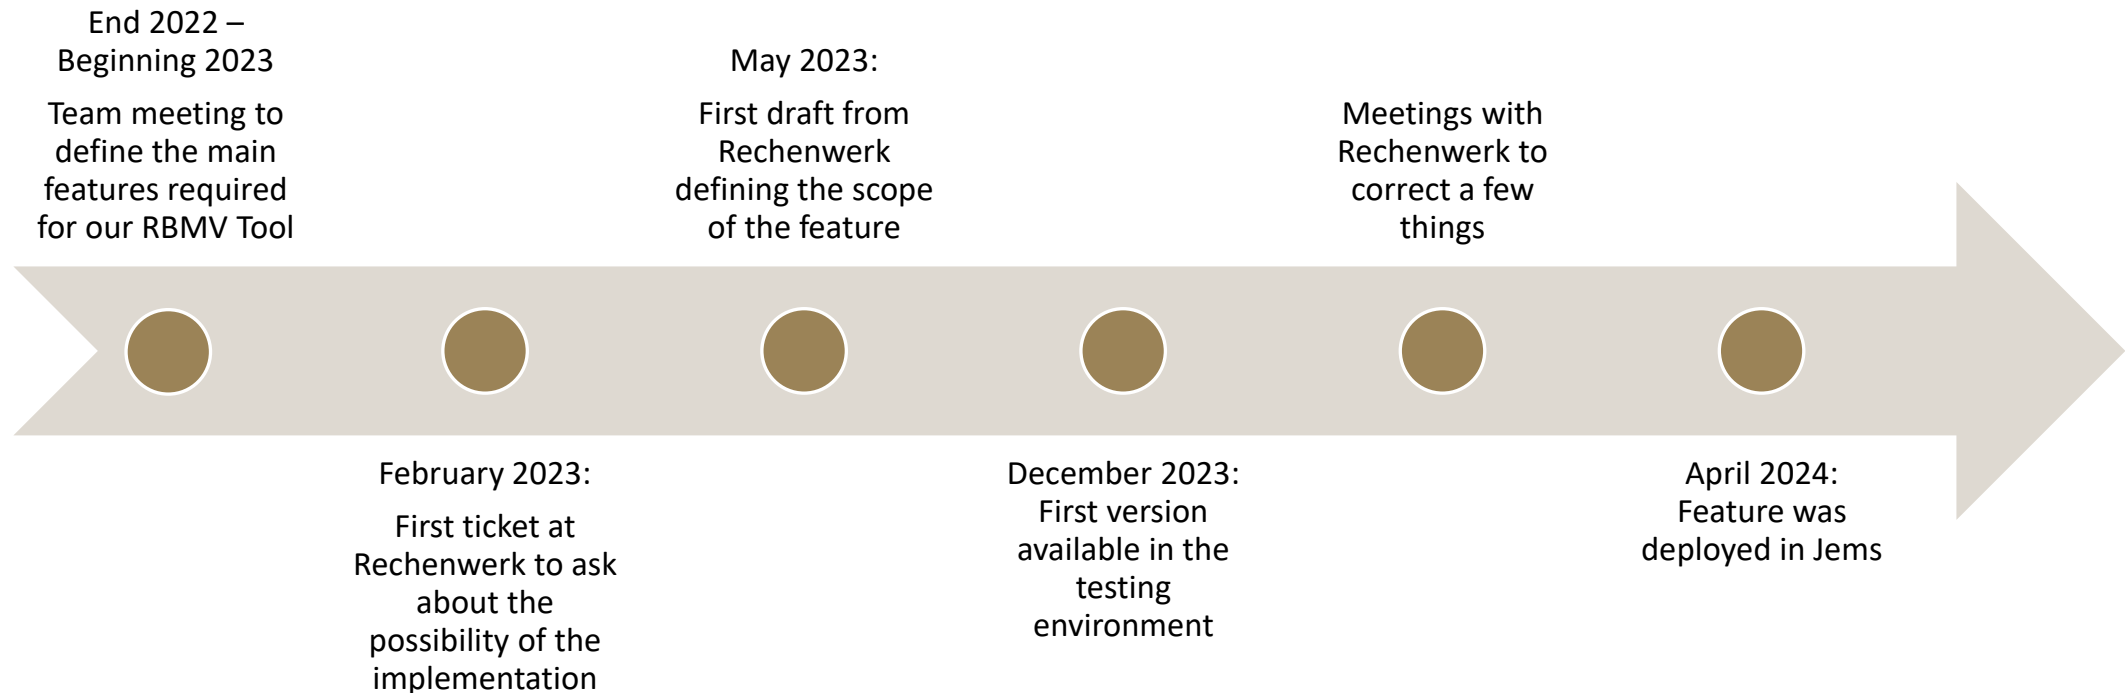 End 2022 –
Beginning 2023
Team meeting to
define the main
features required
for our RBMV Tool
February 2023:
First ticket at
Rechenwerk to ask
about the
possibility of the
implementation
May 2023:
First draft from
Rechenwerk
defining the scope
of the feature
December 2023:
First version
available in the
testing
environment
Meetings with
Rechenwerk to
correct a few
things
April 2024:
Feature was
deployed in Jems